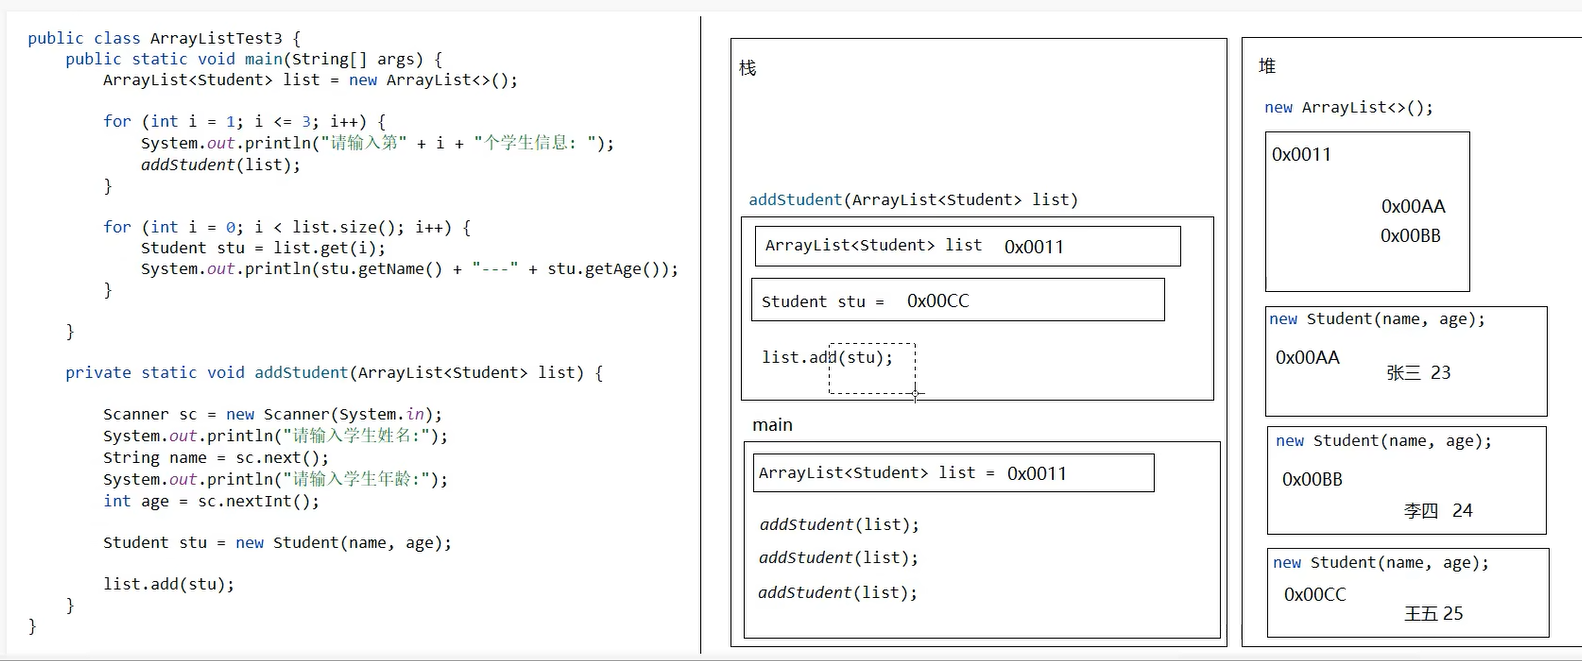 public class ArrayListTest3 {
public static void main(String[] args) {
ArrayList<Student> list = new ArrayList<>();
for (int i = 1; i <= 3; i++) {
System.out.println("请输入第" + i + "个学生信息: ");
addStudent(list);
}
for (int i = 0; i < list.size(); i++) {
Student stu = list.get(i);
System.out.println(stu.getName() + "---" + stu.getAge());
}
}
private static void addStudent(ArrayList<Student> list) {
Scanner sc = new Scanner(System.in);
System.out.println("请输入学生姓名:");
String name = sc.next();
System.out.println("请输入学生年龄:");
int age = sc.nextInt();
Student stu = new Student(name, age);
list.add(stu);
}
}
栈
addStudent(ArrayList<Student> list)
ArrayList<Student> list 0x0011
Student stu = 0x00CC
list.add(stu);
main
ArrayList<Student> list = 0x0011
addStudent(list);
addStudent(list);
addStudent(list);
堆
new ArrayList<>();
0x0011
0x00AA
0x00BB
new Student(name, age);
0x00AA
张三 23
new Student(name, age);
0x00BB
李四 24
new Student(name, age);
0x00CC
王五 25